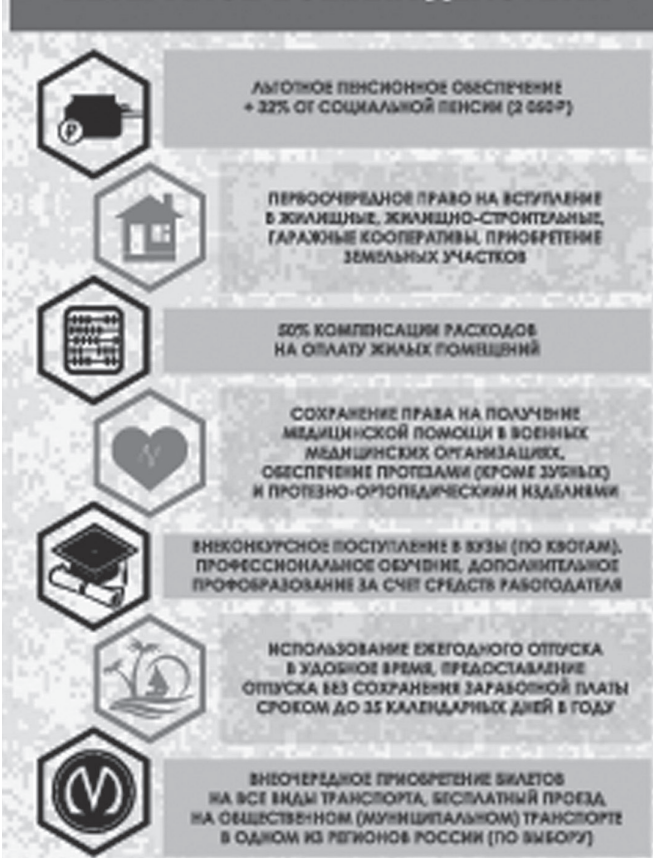 ЛЬГОТНОЕ ПЕНСИОННОЕ ОБЕСПЕЧЕНИЕ
+ 32% ОТ СОЦИАЛЬНОЙ ПЕНСИИ (2 050₽)
ПЕРВООЧЕРЕДНОЕ ПРАВО НА ВСТУПЛЕНИЕ
В ЖИЛИЩНЫЕ, ЖИЛИЩНО-СТРОИТЕЛЬНЫЕ,
ГАРАЖНЫЕ КООПЕРАТИВЫ, ПРИОБРЕТЕНИЕ
ЗЕМЕЛЬНЫХ УЧАСТКОВ
50% КОМПЕНСАЦИИ РАСХОДОВ
НА ОПЛАТУ ЖИЛЫХ ПОМЕЩЕНИЙ
СОХРАНЕНИЕ ПРАВА НА ПОЛУЧЕНИЕ
МЕДИЦИНСКОЙ ПОМОЩИ В ВОЕННЫХ
МЕДИЦИНСКИХ ОРГАНИЗАЦИЯХ,
ОБЕСПЕЧЕНИЕ ПРОТЕЗАМИ (КРОМЕ ЗУБНЫХ)
И ПРОТЕЗНО-ОРТОПЕДИЧЕСКИМИ ИЗДЕЛИЯМИ
ВНЕКОНКУРСНОЕ ПОСТУПЛЕНИЕ В ВУЗЫ (ПО КВОТАМ),
ПРОФЕССИОНАЛЬНОЕ ОБУЧЕНИЕ, ДОПОЛНИТЕЛЬНОЕ
ПРОФОБРАЗОВАНИЕ ЗА СЧЕТ СРЕДСТВ РАБОТОДАТЕЛЯ
ИСПОЛЬЗОВАНИЕ ЕЖЕГОДНОГО ОТПУСКА
В УДОБНОЕ ВРЕМЯ, ПРЕДОСТАВЛЕНИЕ
ОТПУСКА БЕЗ СОХРАНЕНИЯ ЗАРАБОТНОЙ ПЛАТЫ
СРОКОМ ДО 35 КАЛЕНДАРНЫХ ДНЕЙ В ГОДУ
ВНЕОЧЕРЕДНОЕ ПРИОБРЕТЕНИЕ БИЛЕТОВ
НА ВСЕ ВИДЫ ТРАНСПОРТА, БЕСПЛАТНЫЙ ПРОЕЗД
НА ОБЩЕСТВЕННОМ (МУНИЦИПАЛЬНОМ) ТРАНСПОРТЕ
В ОДНОМ ИЗ РЕГИОНОВ РОССИИ (ПО ВЫБОРУ)